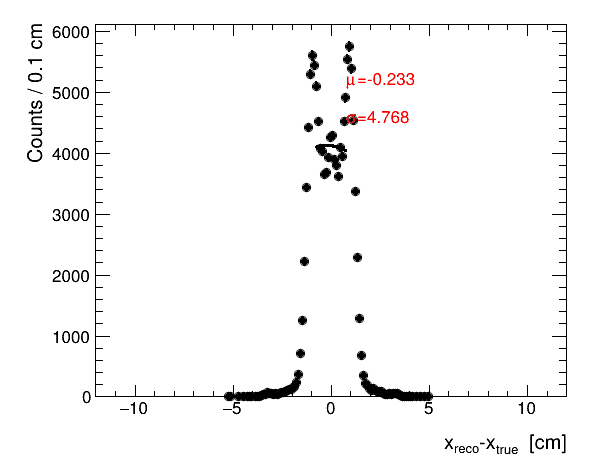 6000
5000
4000
3000
2000
1000
0
Counts / 0.1 cm
μ=-0.233
σ=4.768
−10 −5 0 5 10
x_reco-x_true [cm]